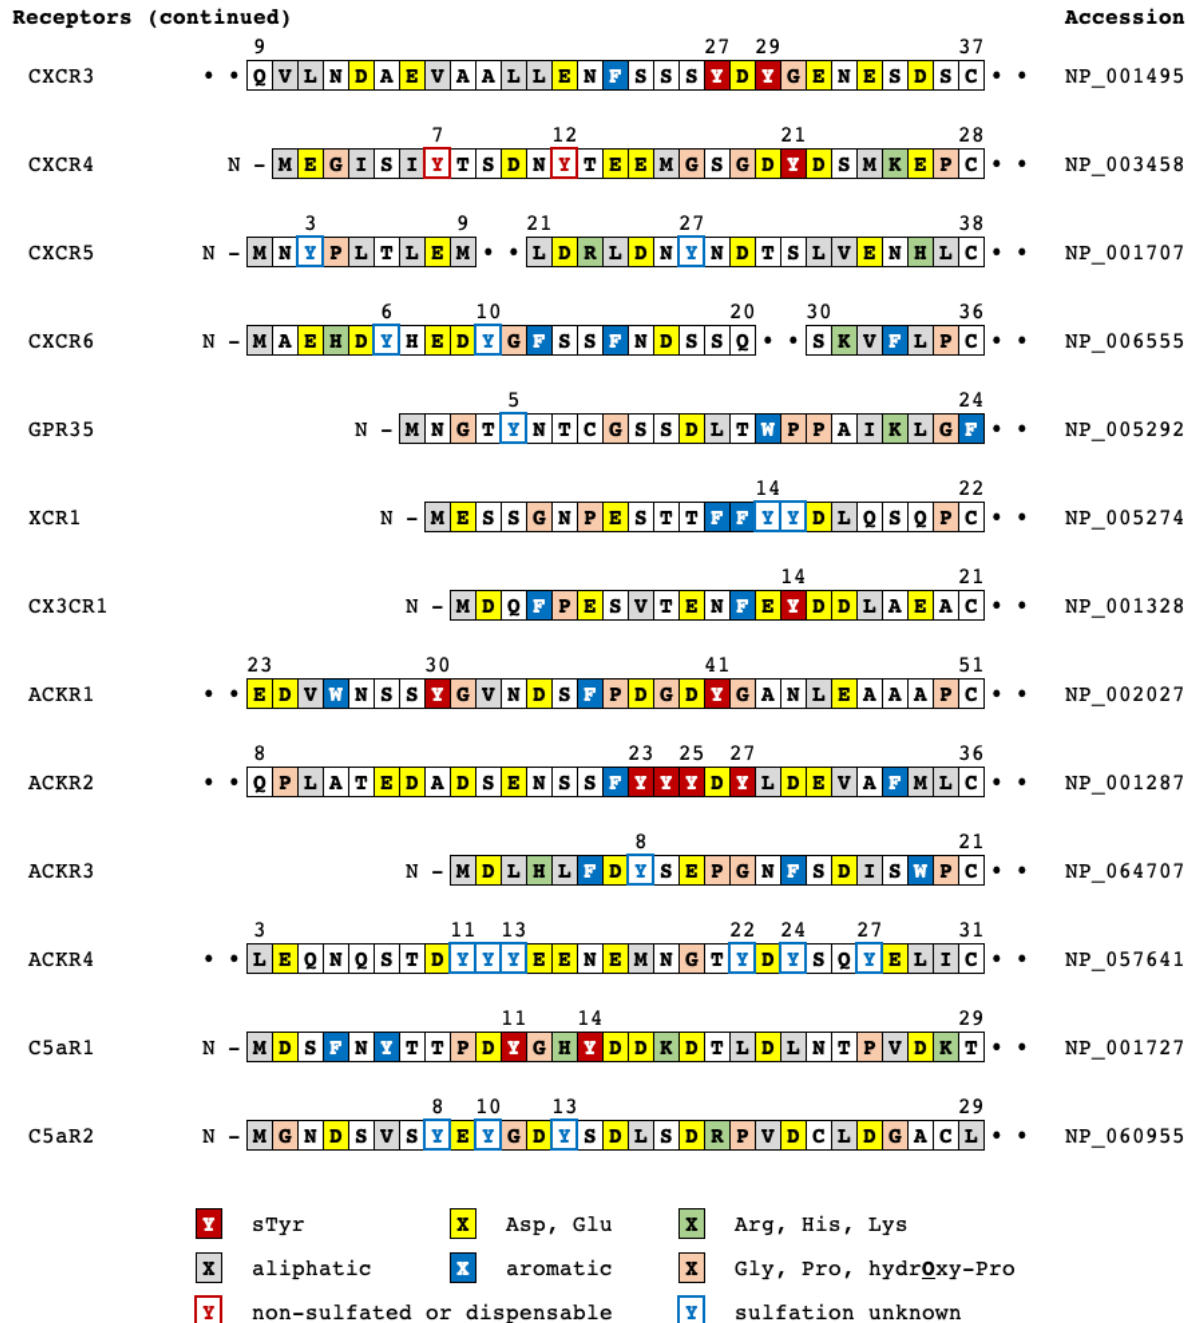 Receptors (continued) Accession
9 27 29 37
CXCR3 • • Q V L N D A E V A A L L E N F S S S Y D Y G E N E S D S C • • NP_001495
7 12 21 28
CXCR4 N – M E G I S I Y T S D N Y T E E M G S G D Y D S M K E P C • • NP_003458
3 9 21 27 38
CXCR5 N – M N Y P L T L E M • • L D R L D N Y N D T S L V E N H L C • • NP_001707
6 10 20 30 36
CXCR6 N – M A E H D Y H E D Y G F S S F N D S S Q • • S K V F L P C • • NP_006555
5 24
GPR35 N – M N G T Y N T C G S S D L T W P P A I K L G F • • NP_005292
14 22
XCR1 N – M E S S G N P E S T T F F Y Y D L Q S Q P C • • NP_005274
14 21
CX3CR1 N – M D Q F P E S V T E N F E Y D D L A E A C • • NP_001328
23 30 41 51
ACKR1 • • E D V W N S S Y G V N D S F P D G D Y G A N L E A A A P C • • NP_002027
8 23 25 27 36
ACKR2 • • Q P L A T E D A D S E N S S F Y Y Y D Y L D E V A F M L C • • NP_001287
8 21
ACKR3 N – M D L H L F D Y S E P G N F S D I S W P C • • NP_064707
3 11 13 22 24 27 31
ACKR4 • • L E Q N Q S T D Y Y Y E E N E M N G T Y D Y S Q Y E L I C • • NP_057641
11 14 29
C5aR1 N – M D S F N Y T T P D Y G H Y D D K D T L D L N T P V D K T • • NP_001727
8 10 13 29
C5aR2 N – M G N D S V S Y E Y G D Y S D L S D R P V D C L D G A C L • • NP_060955
Y sTyr X Asp, Glu X Arg, His, Lys
X aliphatic X aromatic X Gly, Pro, hydrOxy-Pro
Y non-sulfated or dispensable Y sulfation unknown